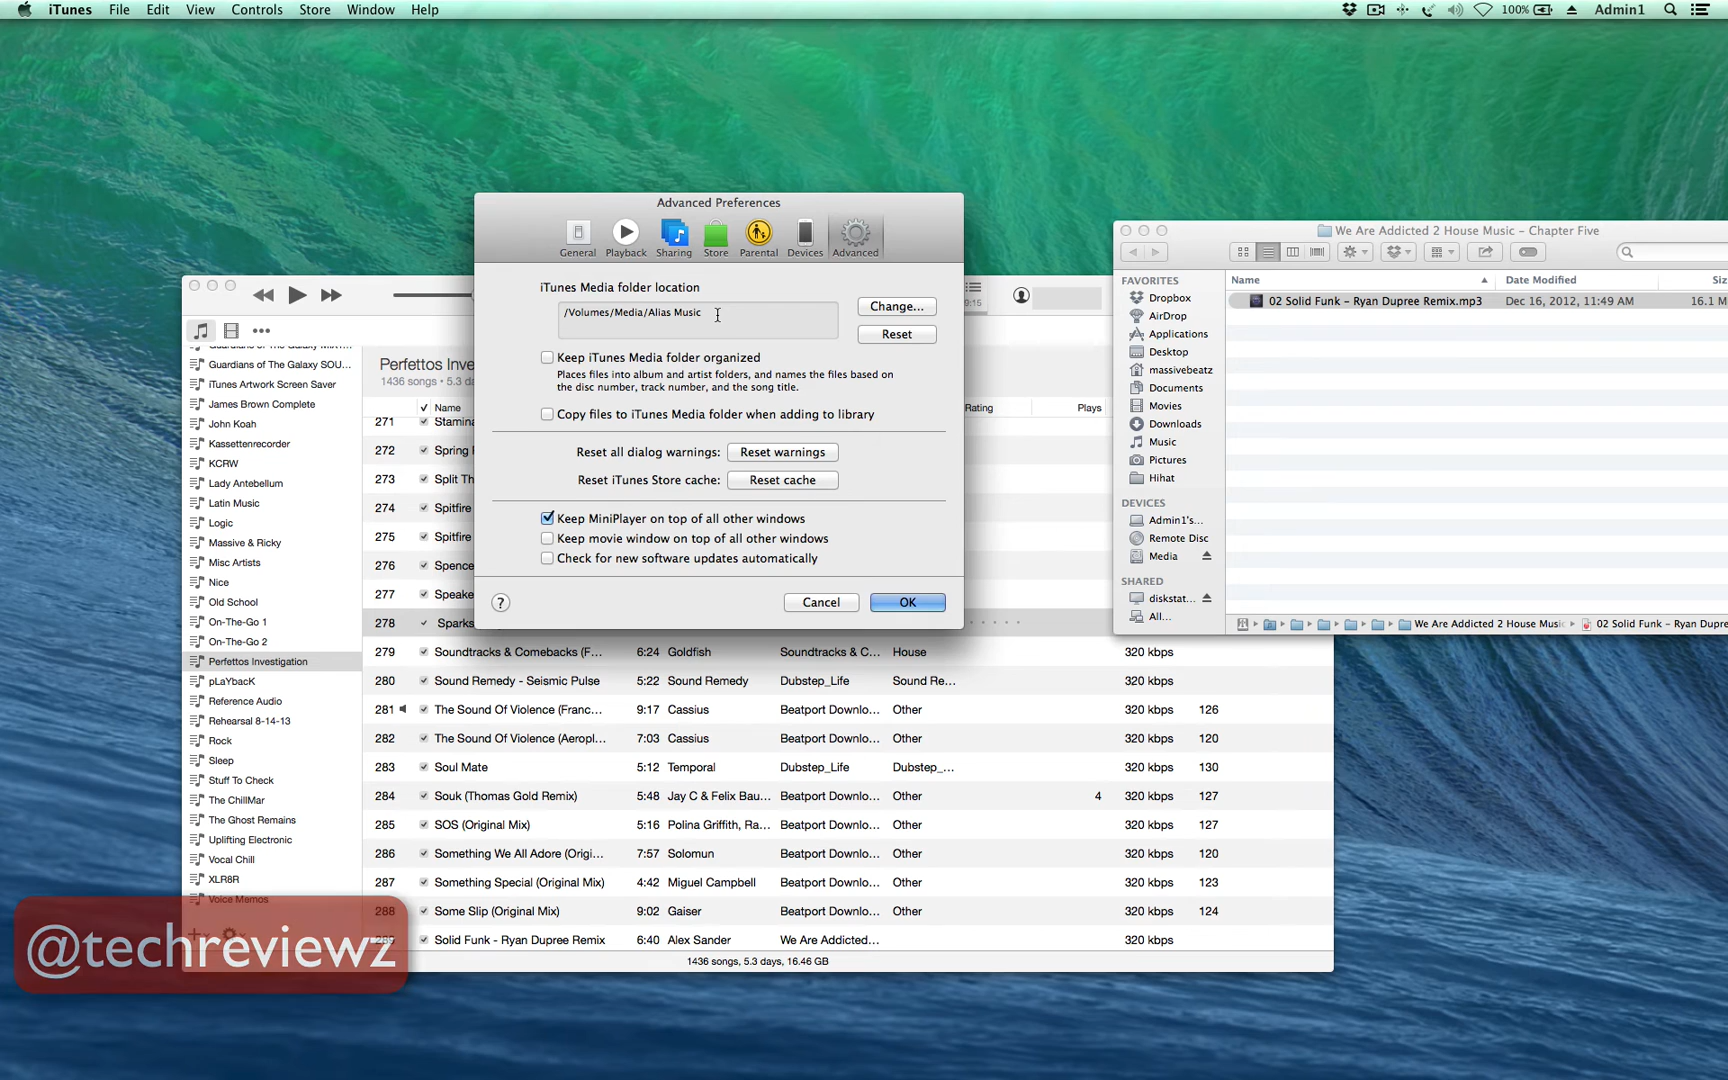 iTunes File Edit View Controls Store Window Help
100% Admin1
Advanced Preferences
General Playback Sharing Store Parental Devices Advanced
iTunes Media folder location
/Volumes/Media/Alias Music
Change...
Reset
Keep iTunes Media folder organized
Places files into album and artist folders, and names the files based on
the disc number, track number, and the song title.
Copy files to iTunes Media folder when adding to library
Reset all dialog warnings: Reset warnings
Reset iTunes Store cache: Reset cache
Keep MiniPlayer on top of all other windows
Keep movie window on top of all other windows
Check for new software updates automatically
? Cancel OK
We Are Addicted 2 House Music – Chapter Five
FAVORITES
Dropbox
AirDrop
Applications
Desktop
massivebeatz
Documents
Movies
Downloads
Music
Pictures
Hihat
DEVICES
Admin1's...
Remote Disc
Media
SHARED
diskstat...
All...
Name Date Modified
02 Solid Funk – Ryan Dupree Remix.mp3 Dec 16, 2012, 11:49 AM 16.1 M
We Are Addicted 2 House Music 02 Solid Funk – Ryan Dupre
Guardians of The Galaxy SOU...
iTunes Artwork Screen Saver
James Brown Complete
John Koah
Kassettenrecorder
KCRW
Lady Antebellum
Latin Music
Logic
Massive & Ricky
Misc Artists
Nice
Old School
On-The-Go 1
On-The-Go 2
Perfettos Investigation
pLaYbacK
Reference Audio
Rehearsal 8-14-13
Rock
Sleep
Stuff To Check
The ChillMar
The Ghost Remains
Uplifting Electronic
Vocal Chill
XLR8R
Voice Memos
9:15
Perfettos Inve
1436 songs • 5.3 d
✓ Name Rating Plays
271 Stamina
272 Spring
273 Split Th
274 Spitfire
275 Spitfire
276 Spence
277 Speake
278 Sparks
279 Soundtracks & Comebacks (F... 6:24 Goldfish Soundtracks & C... House 320 kbps
280 Sound Remedy - Seismic Pulse 5:22 Sound Remedy Dubstep_Life Sound Re... 320 kbps
281 The Sound Of Violence (Franc... 9:17 Cassius Beatport Downlo... Other 320 kbps 126
282 The Sound Of Violence (Aeropl... 7:03 Cassius Beatport Downlo... Other 320 kbps 120
283 Soul Mate 5:12 Temporal Dubstep_Life Dubstep_... 320 kbps 130
284 Souk (Thomas Gold Remix) 5:48 Jay C & Felix Bau... Beatport Downlo... Other 4 320 kbps 127
285 SOS (Original Mix) 5:16 Polina Griffith, Ra... Beatport Downlo... Other 320 kbps 127
286 Something We All Adore (Origi... 7:57 Solomun Beatport Downlo... Other 320 kbps 120
287 Something Special (Original Mix) 4:42 Miguel Campbell Beatport Downlo... Other 320 kbps 123
288 Some Slip (Original Mix) 9:02 Gaiser Beatport Downlo... Other 320 kbps 124
289 Solid Funk - Ryan Dupree Remix 6:40 Alex Sander We Are Addicted... 320 kbps
1436 songs, 5.3 days, 16.46 GB
@techreviewz